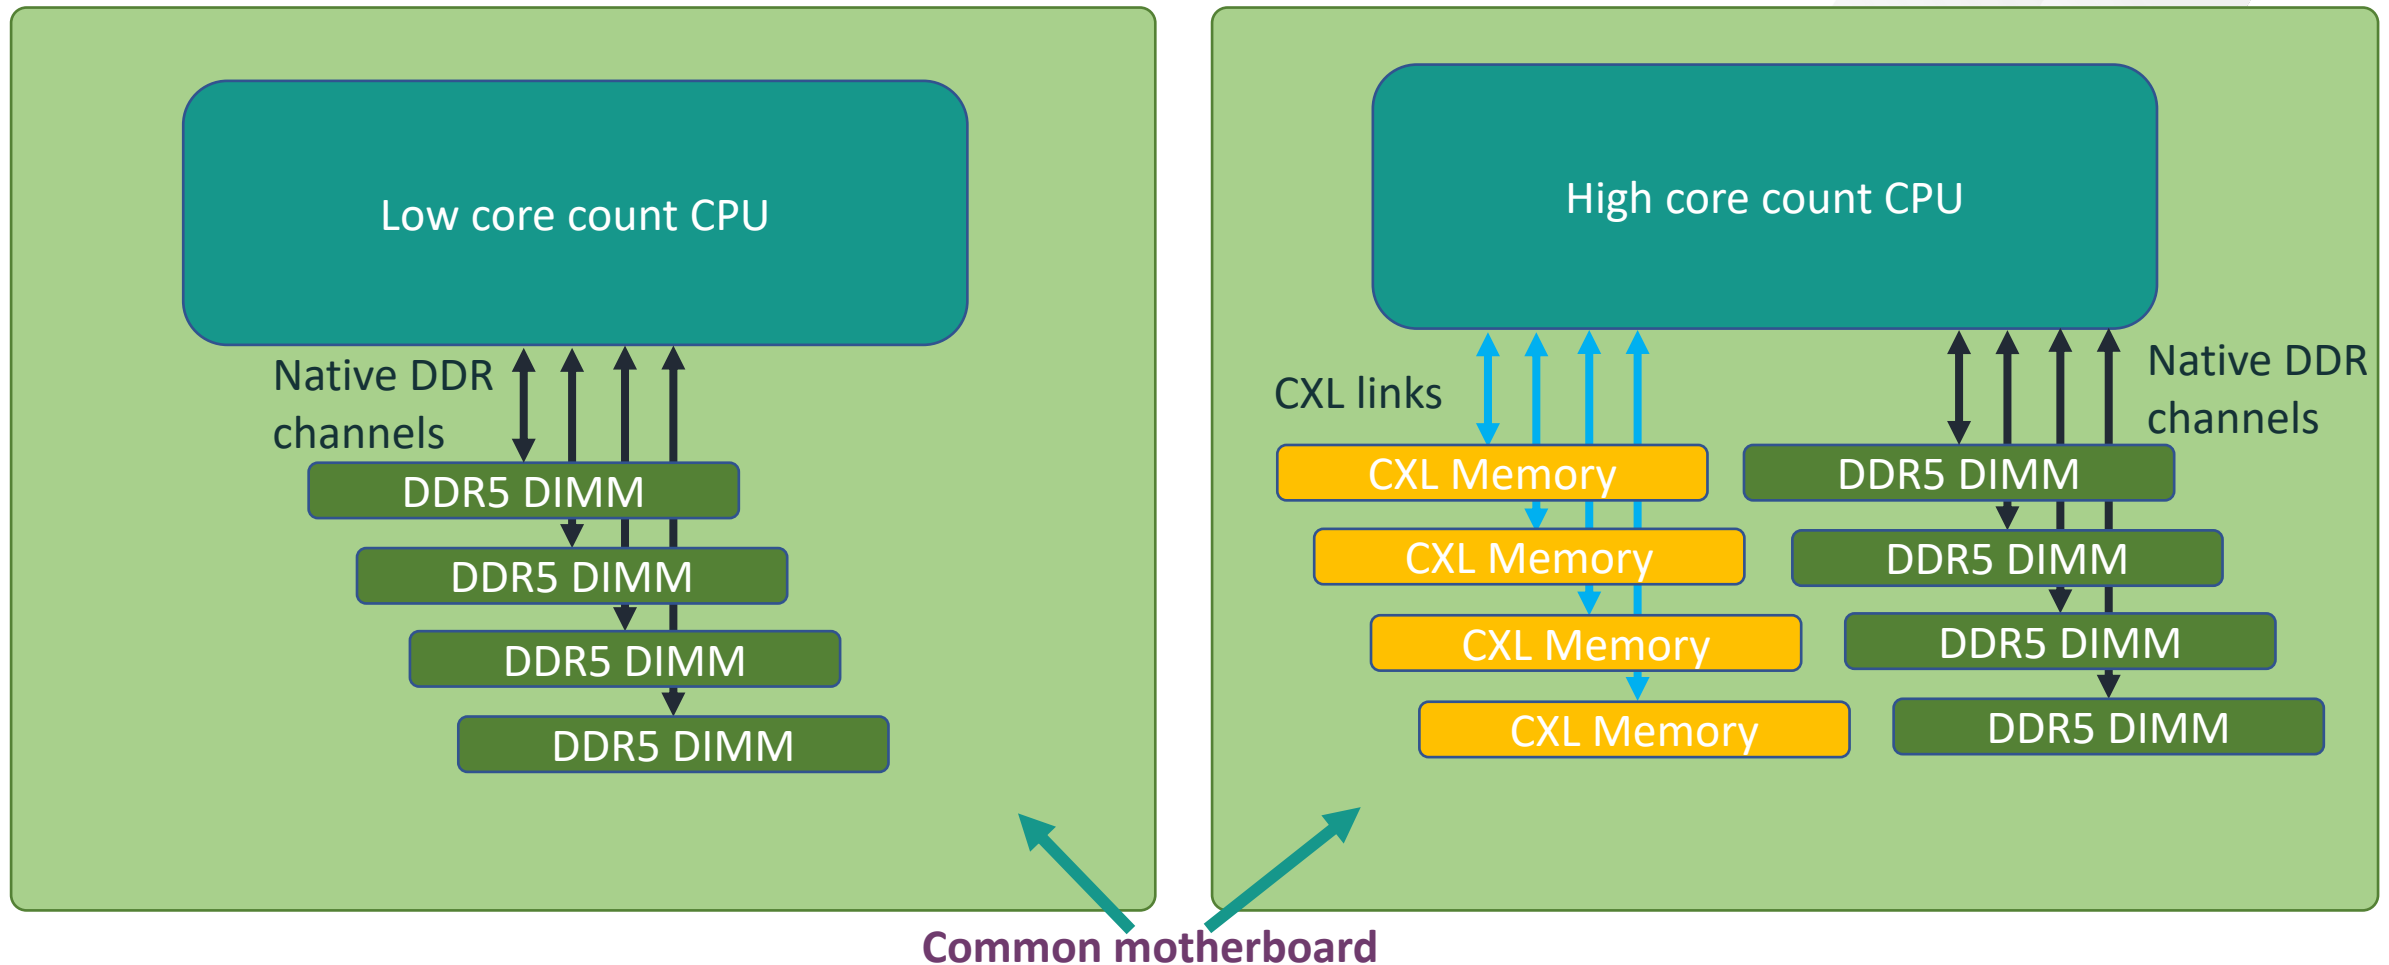 Low core count CPU
Native DDR
channels
DDR5 DIMM
DDR5 DIMM
DDR5 DIMM
DDR5 DIMM
High core count CPU
CXL links
Native DDR
channels
CXL Memory
CXL Memory
CXL Memory
CXL Memory
DDR5 DIMM
DDR5 DIMM
DDR5 DIMM
DDR5 DIMM
Common motherboard